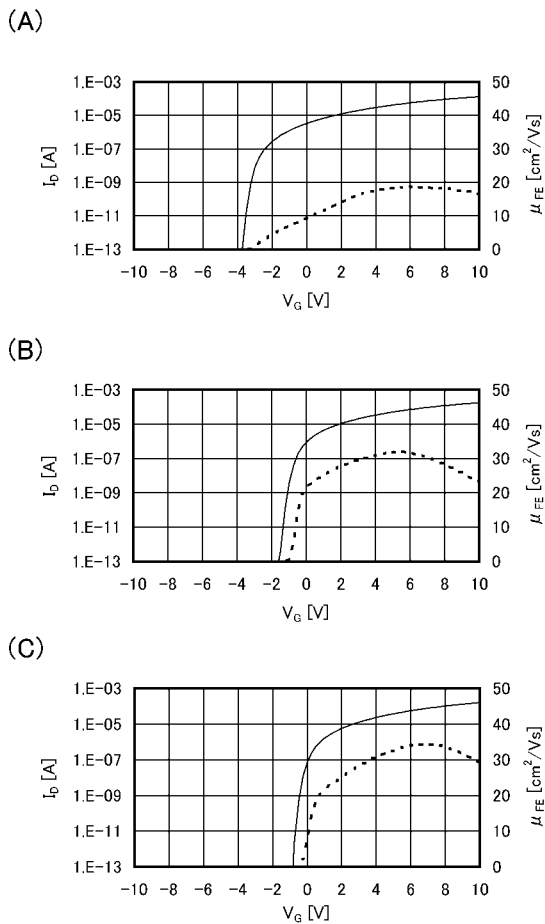 (A)
1.E-03
1.E-05
1.E-07
1.E-09
1.E-11
1.E-13
I_D [A]
50
40
30
20
10
0
μ_FE [cm²/Vs]
-10 -8 -6 -4 -2 0 2 4 6 8 10
V_G [V]
(B)
1.E-03
1.E-05
1.E-07
1.E-09
1.E-11
1.E-13
I_D [A]
50
40
30
20
10
0
μ_FE [cm²/Vs]
-10 -8 -6 -4 -2 0 2 4 6 8 10
V_G [V]
(C)
1.E-03
1.E-05
1.E-07
1.E-09
1.E-11
1.E-13
I_D [A]
50
40
30
20
10
0
μ_FE [cm²/Vs]
-10 -8 -6 -4 -2 0 2 4 6 8 10
V_G [V]